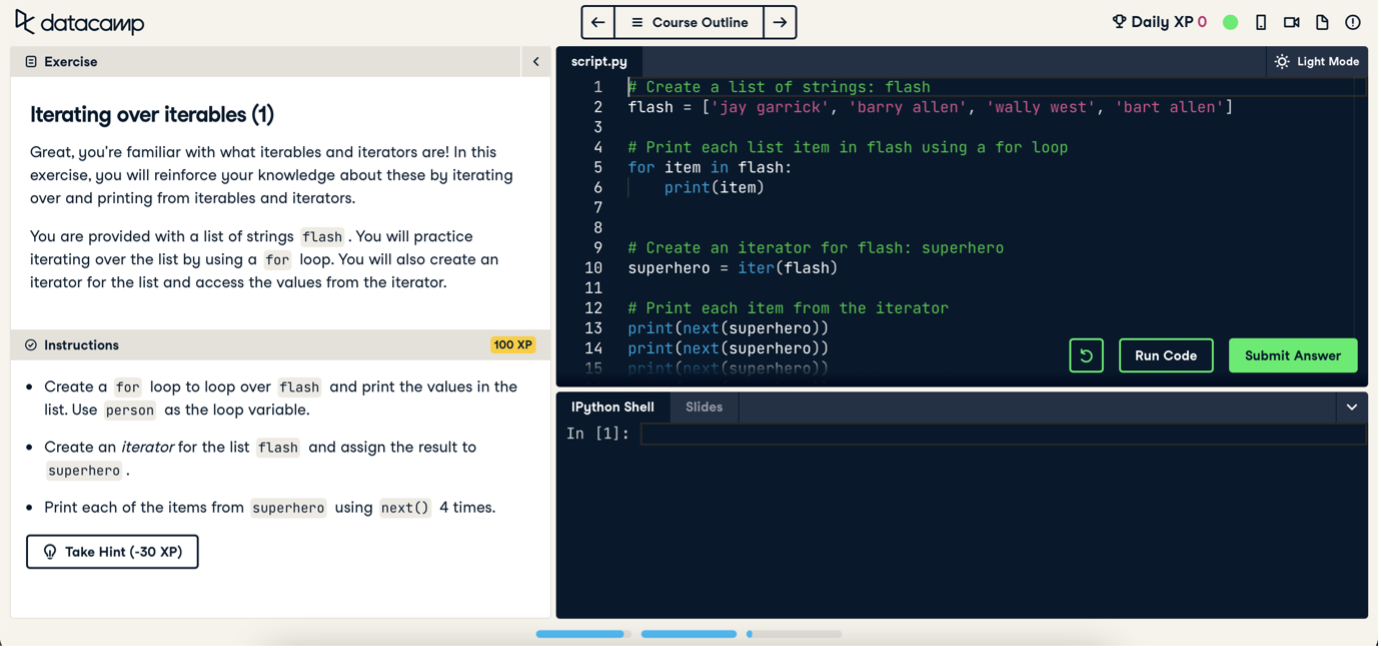 datacamp
Course Outline
Daily XP 0
Exercise
Iterating over iterables (1)
Great, you're familiar with what iterables and iterators are! In this
exercise, you will reinforce your knowledge about these by iterating
over and printing from iterables and iterators.
You are provided with a list of strings flash . You will practice
iterating over the list by using a for loop. You will also create an
iterator for the list and access the values from the iterator.
Instructions
100 XP
• Create a for loop to loop over flash and print the values in the
list. Use person as the loop variable.
• Create an iterator for the list flash and assign the result to
superhero .
• Print each of the items from superhero using next() 4 times.
Take Hint (-30 XP)
script.py
Light Mode
1 # Create a list of strings: flash
2 flash = ['jay garrick', 'barry allen', 'wally west', 'bart allen']
3
4 # Print each list item in flash using a for loop
5 for item in flash:
6     print(item)
7
8
9 # Create an iterator for flash: superhero
10 superhero = iter(flash)
11
12 # Print each item from the iterator
13 print(next(superhero))
14 print(next(superhero))
15 print(next(superhero))
Run Code
Submit Answer
IPython Shell
Slides
In [1]: